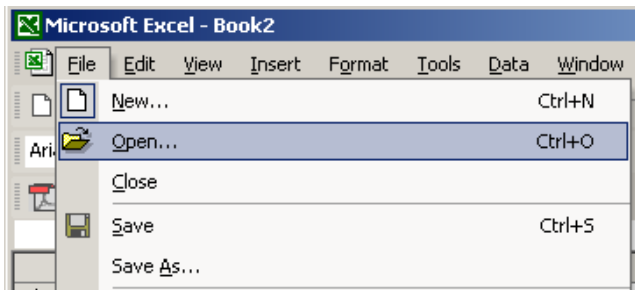 Microsoft Excel - Book2
File Edit View Insert Format Tools Data Window
New... Ctrl+N
Open... Ctrl+O
Ari
Close
Save Ctrl+S
Save As...